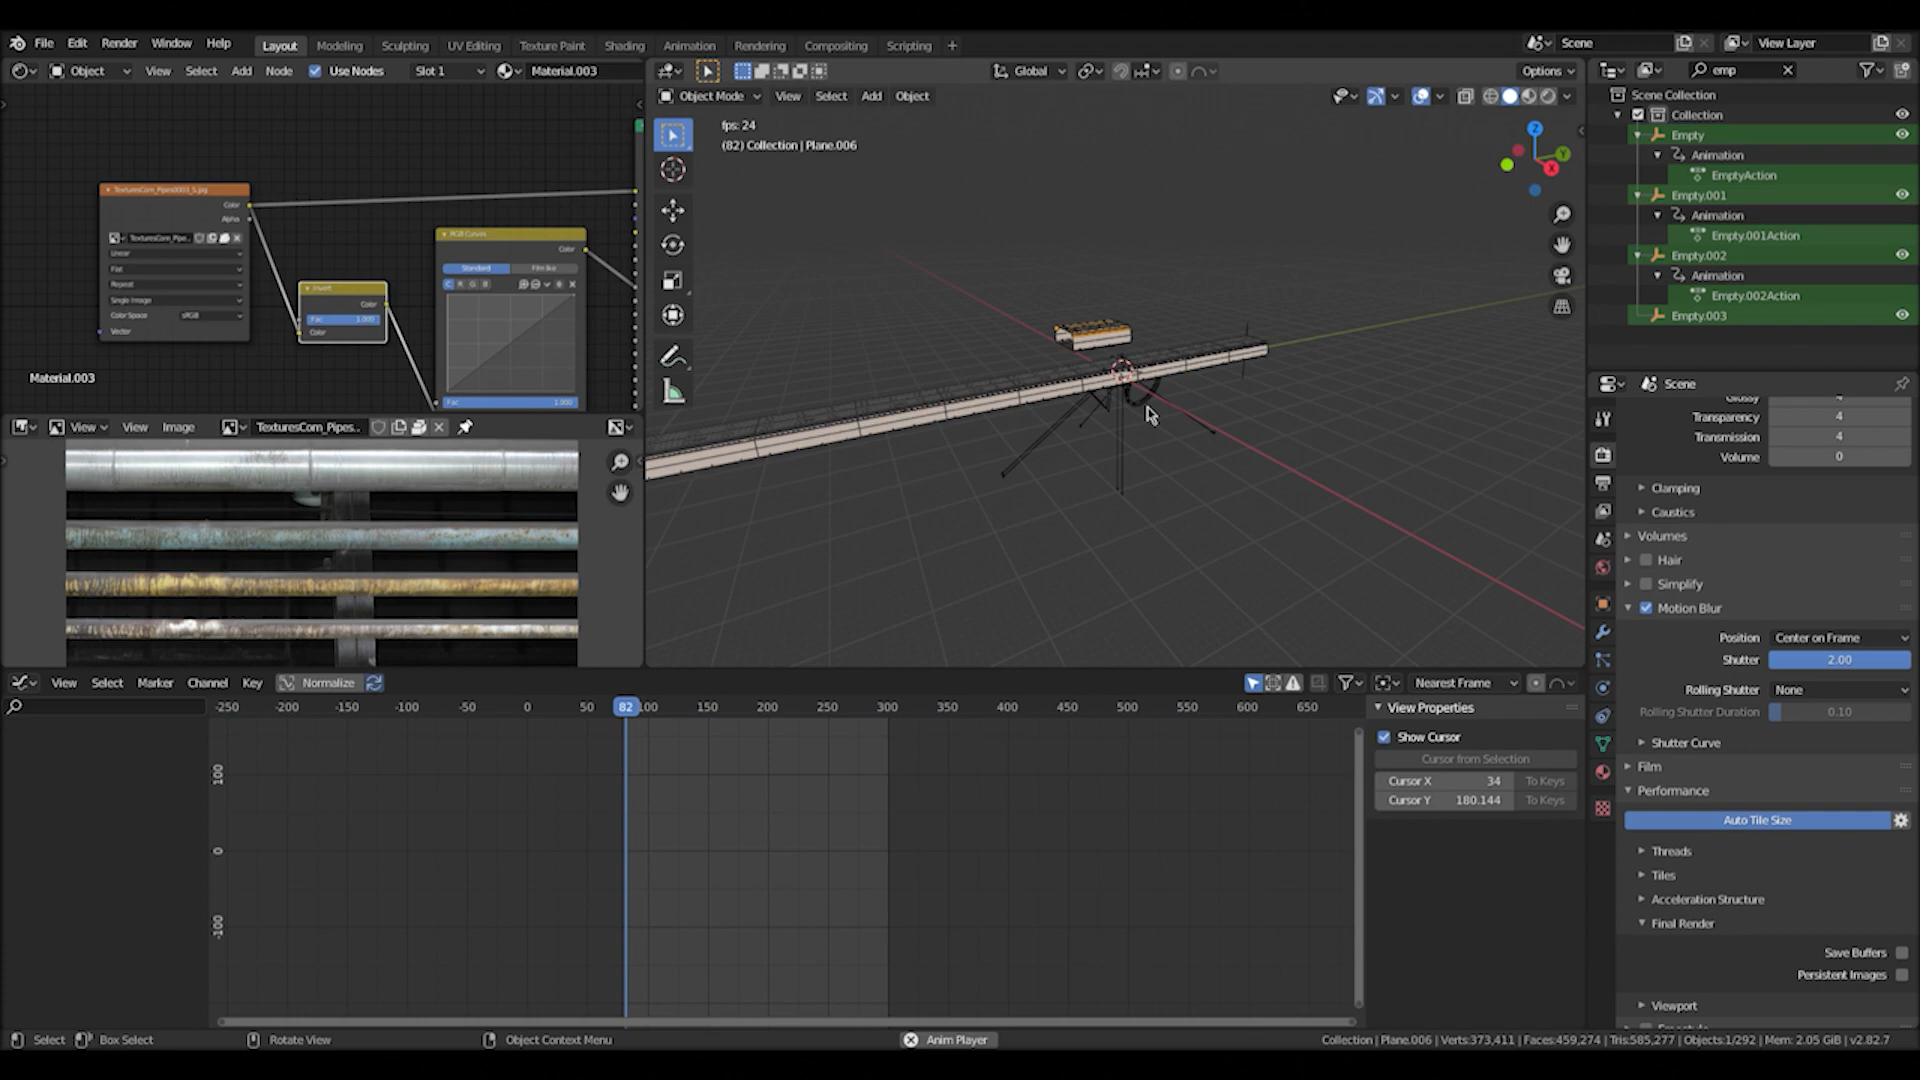 File Edit Render Window Help Layout Modeling Sculpting UV Editing Texture Paint Shading Animation Rendering Compositing Scripting + Scene View Layer
Object View Select Add Node Use Nodes Slot 1 Material.003 Global Options emp
Object Mode View Select Add Object
fps: 24
(82) Collection | Plane.006
Scene Collection
Collection
Empty
Animation
EmptyAction
Empty.001
Animation
Empty.001Action
Empty.002
Animation
Empty.002Action
Empty.003
TexturesCom_Pipes0003_S.jpg
Color
Alpha
TexturesCom_Pipe...
Linear
Flat
Repeat
Single Image
Color Space sRGB
Vector
Invert
Color
Fac 1.000
Color
RGB Curves
Color
Standard Filmlike
C R G B
Fac 1.000
Material.003
View View Image TexturesCom_Pipes..
Scene
Glossy 4
Transparency 4
Transmission 4
Volume 0
Clamping
Caustics
Volumes
Hair
Simplify
Motion Blur
Position Center on Frame
Shutter 2.00
Rolling Shutter None
Rolling Shutter Duration 0.10
Shutter Curve
Film
Performance
Auto Tile Size
Threads
Tiles
Acceleration Structure
Final Render
Save Buffers
Persistent Images
Viewport
View Select Marker Channel Key Normalize Nearest Frame
-250 -200 -150 -100 -50 0 50 82 100 150 200 250 300 350 400 450 500 550 600 650
100
0
-100
View Properties
Show Cursor
Cursor from Selection
Cursor X 34 To Keys
Cursor Y 180.144 To Keys
Select Box Select Rotate View Object Context Menu Anim Player Collection | Plane.006 | Verts:373,411 | Faces:459,274 | Tris:585,277 | Objects:1/292 | Mem: 2.05 GiB | v2.82.7